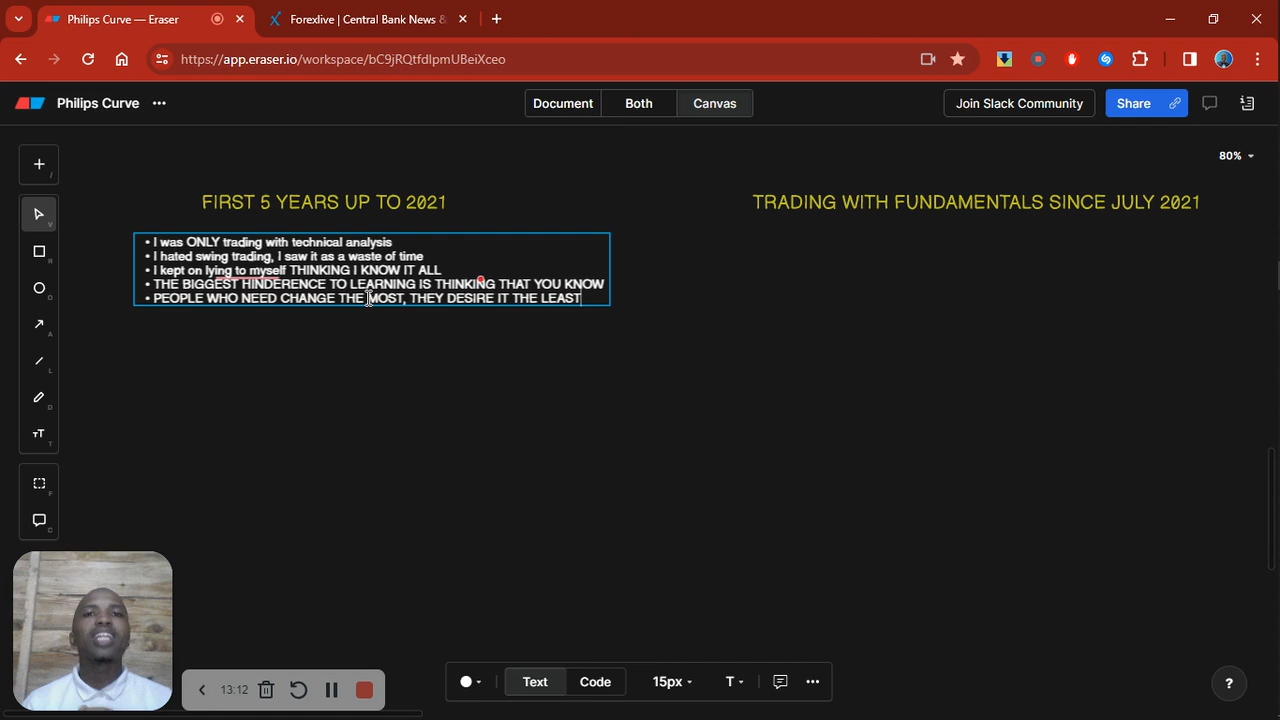 Philips Curve — Eraser
Forexlive | Central Bank News &
https://app.eraser.io/workspace/bC9jRQtfdIpmUBeiXceo
Philips Curve
Document
Both
Canvas
Join Slack Community
Share
80%
FIRST 5 YEARS UP TO 2021
TRADING WITH FUNDAMENTALS SINCE JULY 2021
• I was ONLY trading with technical analysis
• I hated swing trading, I saw it as a waste of time
• I kept on lying to myself THINKING I KNOW IT ALL
• THE BIGGEST HINDERENCE TO LEARNING IS THINKING THAT YOU KNOW
• PEOPLE WHO NEED CHANGE THE MOST, THEY DESIRE IT THE LEAST
/
V
R
O
A
L
D
T
F
C
13:12
Text
Code
15px
T
?